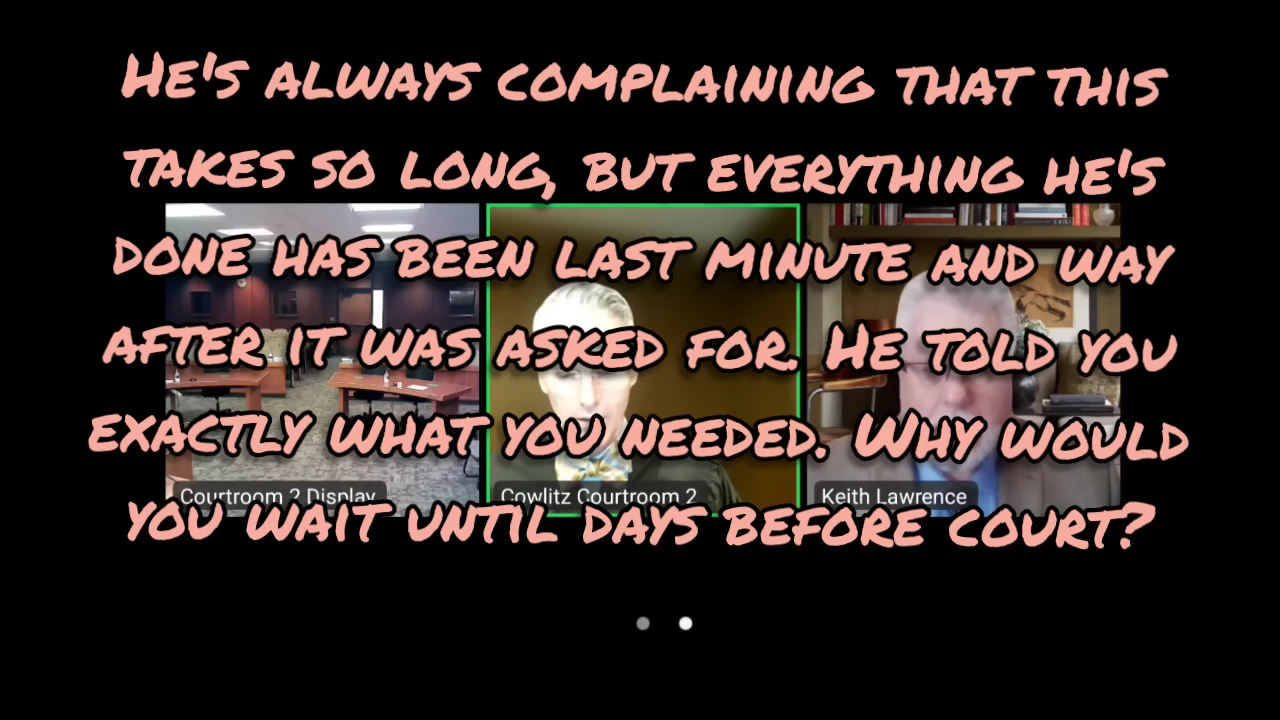 He's always complaining that this
takes so long, but everything he's
done has been last minute and way
after it was asked for. He told you
exactly what you needed. Why would
you wait until days before court?
Courtroom 2 Display
Cowlitz Courtroom 2
Keith Lawrence